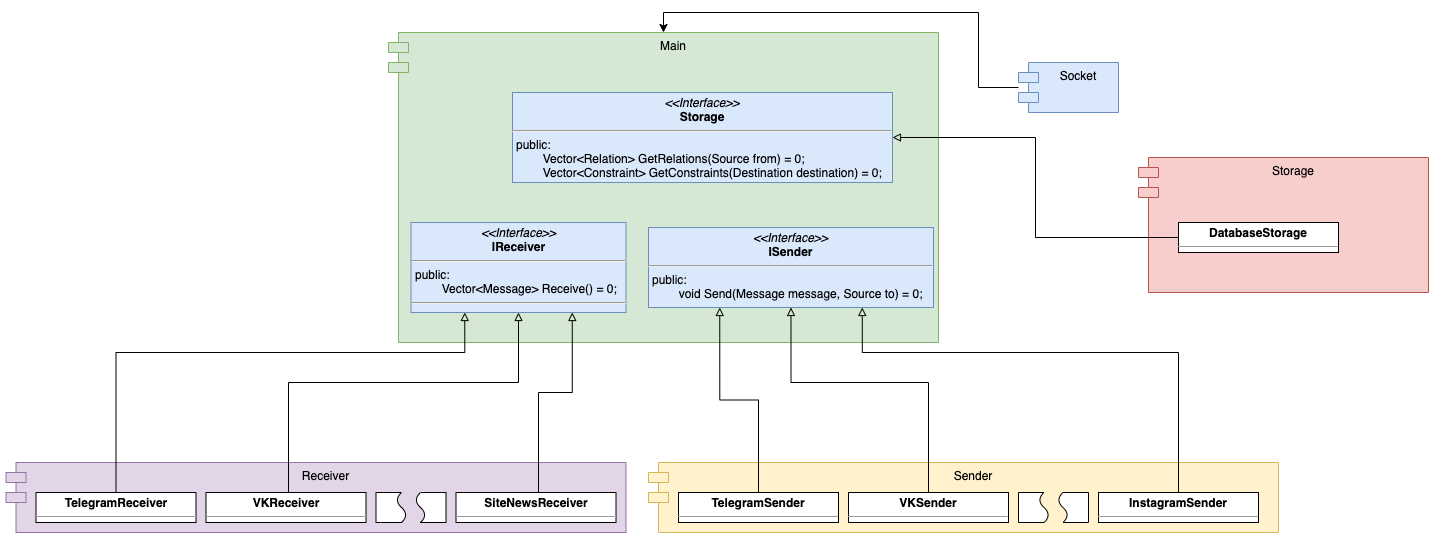 Main
Socket
<<Interface>>
Storage
public:
Vector<Relation> GetRelations(Source from) = 0;
Vector<Constraint> GetConstraints(Destination destination) = 0;
Storage
DatabaseStorage
<<Interface>>
IReceiver
public:
Vector<Message> Receive() = 0;
<<Interface>>
ISender
public:
void Send(Message message, Source to) = 0;
Receiver
TelegramReceiver
VKReceiver
SiteNewsReceiver
Sender
TelegramSender
VKSender
InstagramSender